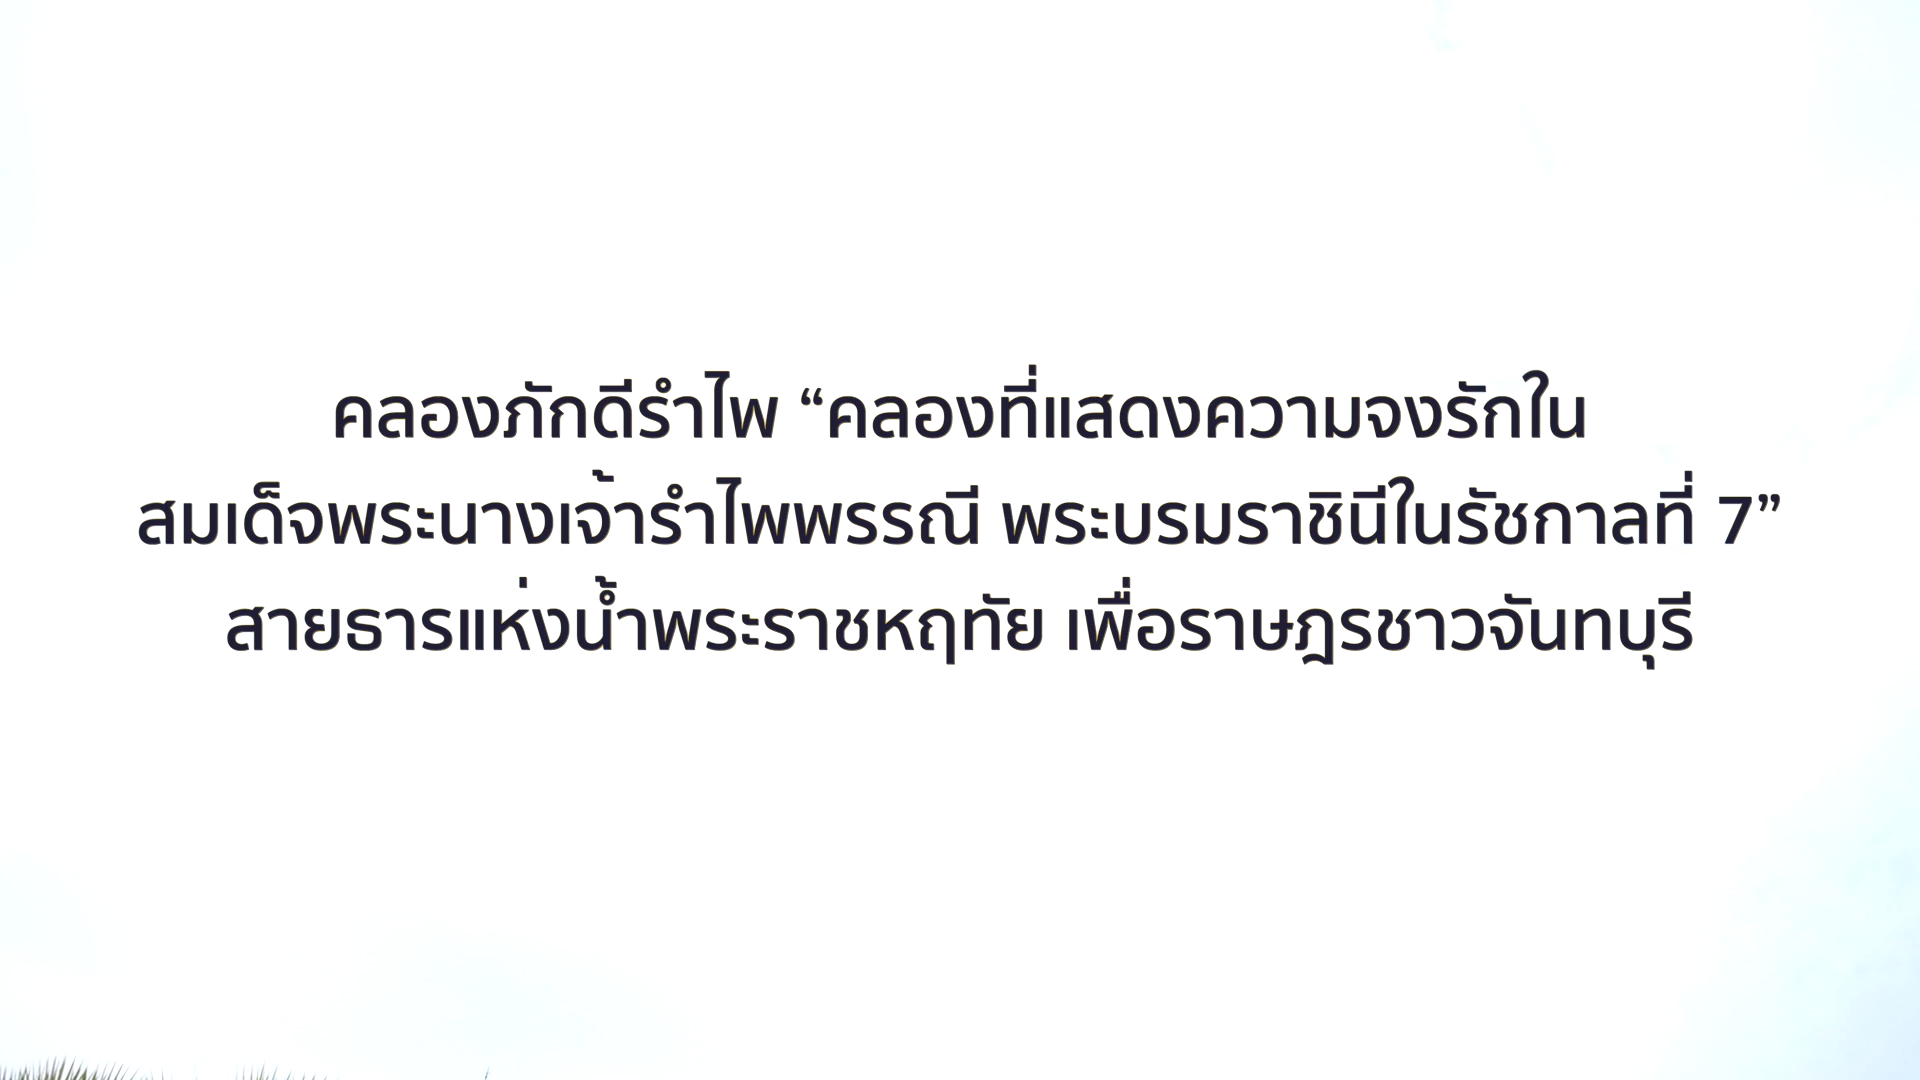 คลองภักดีรำไพ “คลองที่แสดงความจงรักใน
สมเด็จพระนางเจ้ารำไพพรรณี พระบรมราชินีในรัชกาลที่ 7”
สายธารแห่งน้ำพระราชหฤทัย เพื่อราษฎรชาวจันทบุรี